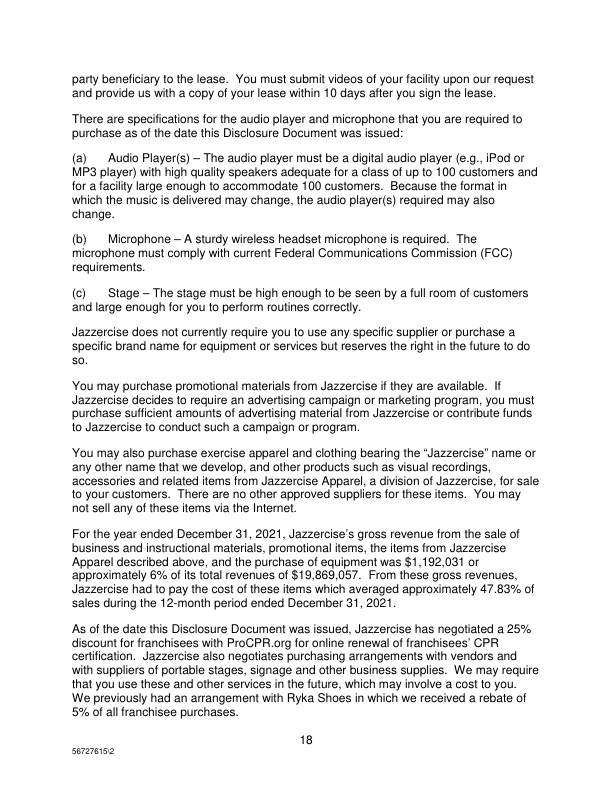 party beneficiary to the lease.  You must submit videos of your facility upon our request
and provide us with a copy of your lease within 10 days after you sign the lease.
There are specifications for the audio player and microphone that you are required to
purchase as of the date this Disclosure Document was issued:
(a) Audio Player(s) – The audio player must be a digital audio player (e.g., iPod or
MP3 player) with high quality speakers adequate for a class of up to 100 customers and
for a facility large enough to accommodate 100 customers.  Because the format in
which the music is delivered may change, the audio player(s) required may also
change.
(b) Microphone – A sturdy wireless headset microphone is required.  The
microphone must comply with current Federal Communications Commission (FCC)
requirements.
(c) Stage – The stage must be high enough to be seen by a full room of customers
and large enough for you to perform routines correctly.
Jazzercise does not currently require you to use any specific supplier or purchase a
specific brand name for equipment or services but reserves the right in the future to do
so.
You may purchase promotional materials from Jazzercise if they are available.  If
Jazzercise decides to require an advertising campaign or marketing program, you must
purchase sufficient amounts of advertising material from Jazzercise or contribute funds
to Jazzercise to conduct such a campaign or program.
You may also purchase exercise apparel and clothing bearing the “Jazzercise” name or
any other name that we develop, and other products such as visual recordings,
accessories and related items from Jazzercise Apparel, a division of Jazzercise, for sale
to your customers.  There are no other approved suppliers for these items.  You may
not sell any of these items via the Internet.
For the year ended December 31, 2021, Jazzercise’s gross revenue from the sale of
business and instructional materials, promotional items, the items from Jazzercise
Apparel described above, and the purchase of equipment was $1,192,031 or
approximately 6% of its total revenues of $19,869,057.  From these gross revenues,
Jazzercise had to pay the cost of these items which averaged approximately 47.83% of
sales during the 12-month period ended December 31, 2021.
As of the date this Disclosure Document was issued, Jazzercise has negotiated a 25%
discount for franchisees with ProCPR.org for online renewal of franchisees’ CPR
certification.  Jazzercise also negotiates purchasing arrangements with vendors and
with suppliers of portable stages, signage and other business supplies.  We may require
that you use these and other services in the future, which may involve a cost to you.
We previously had an arrangement with Ryka Shoes in which we received a rebate of
5% of all franchisee purchases.
18
56727615\2